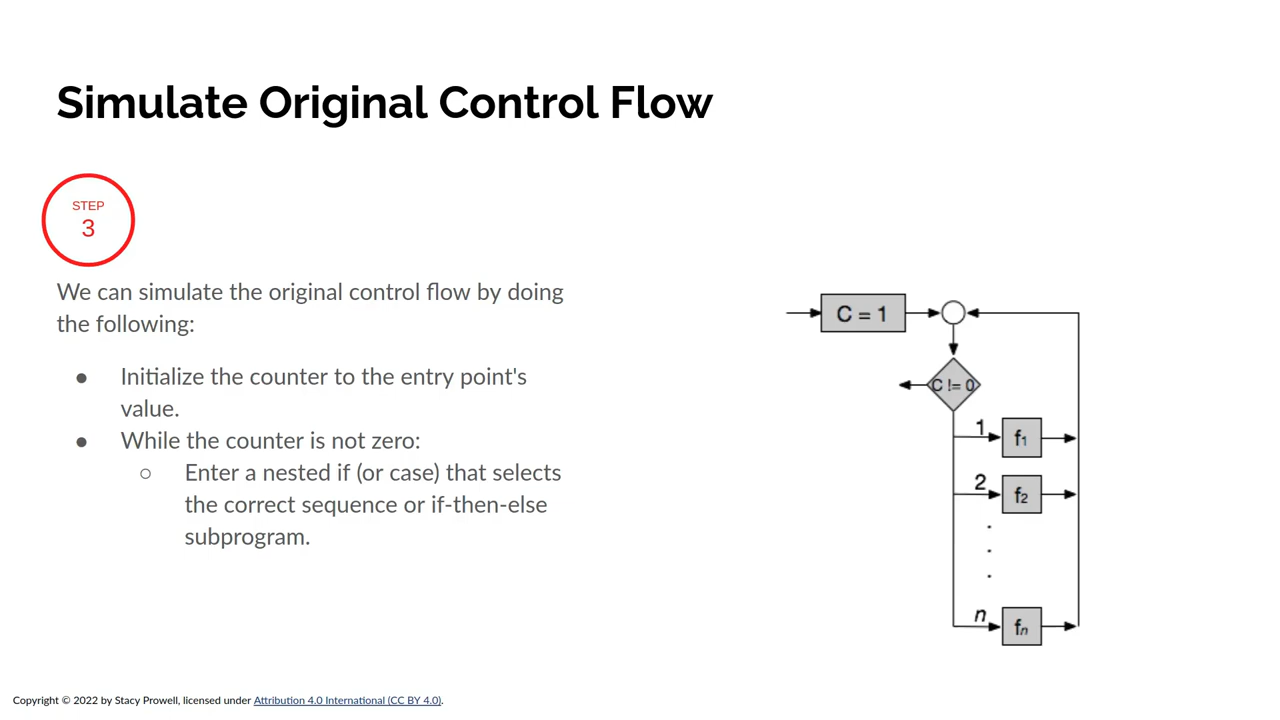 Simulate Original Control Flow
STEP
3
We can simulate the original control flow by doing
the following:
● Initialize the counter to the entry point's
value.
● While the counter is not zero:
○ Enter a nested if (or case) that selects
the correct sequence or if-then-else
subprogram.
C = 1
C != 0
1
f1
2
f2
.
.
.
n
fn
Copyright © 2022 by Stacy Prowell, licensed under Attribution 4.0 International (CC BY 4.0).